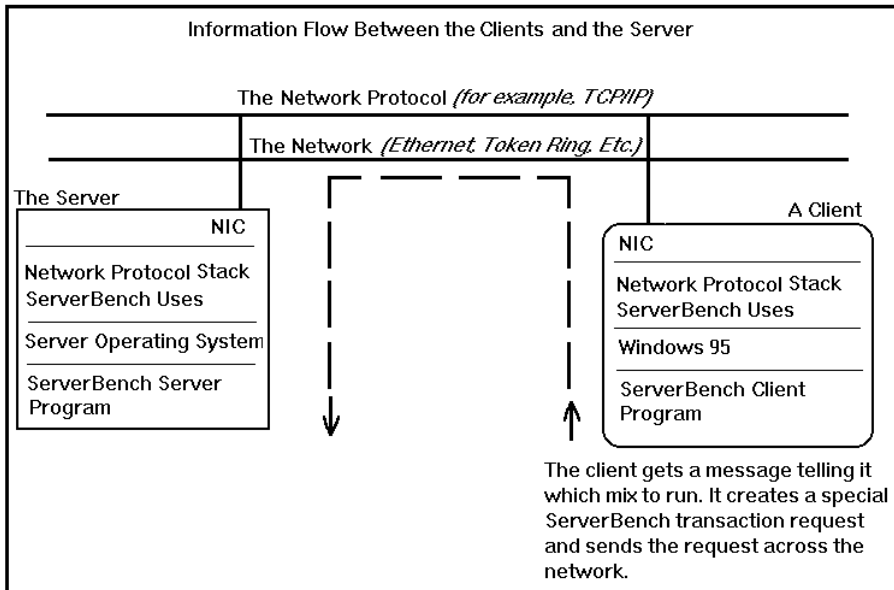 Information Flow Between the Clients and the Server
The Network Protocol (for example, TCP/IP)
The Network (Ethernet, Token Ring, Etc.)
The Server
NIC
Network Protocol Stack
ServerBench Uses
Server Operating System
ServerBench Server
Program
A Client
NIC
Network Protocol Stack
ServerBench Uses
Windows 95
ServerBench Client
Program
The client gets a message telling it
which mix to run. It creates a special
ServerBench transaction request
and sends the request across the
network.